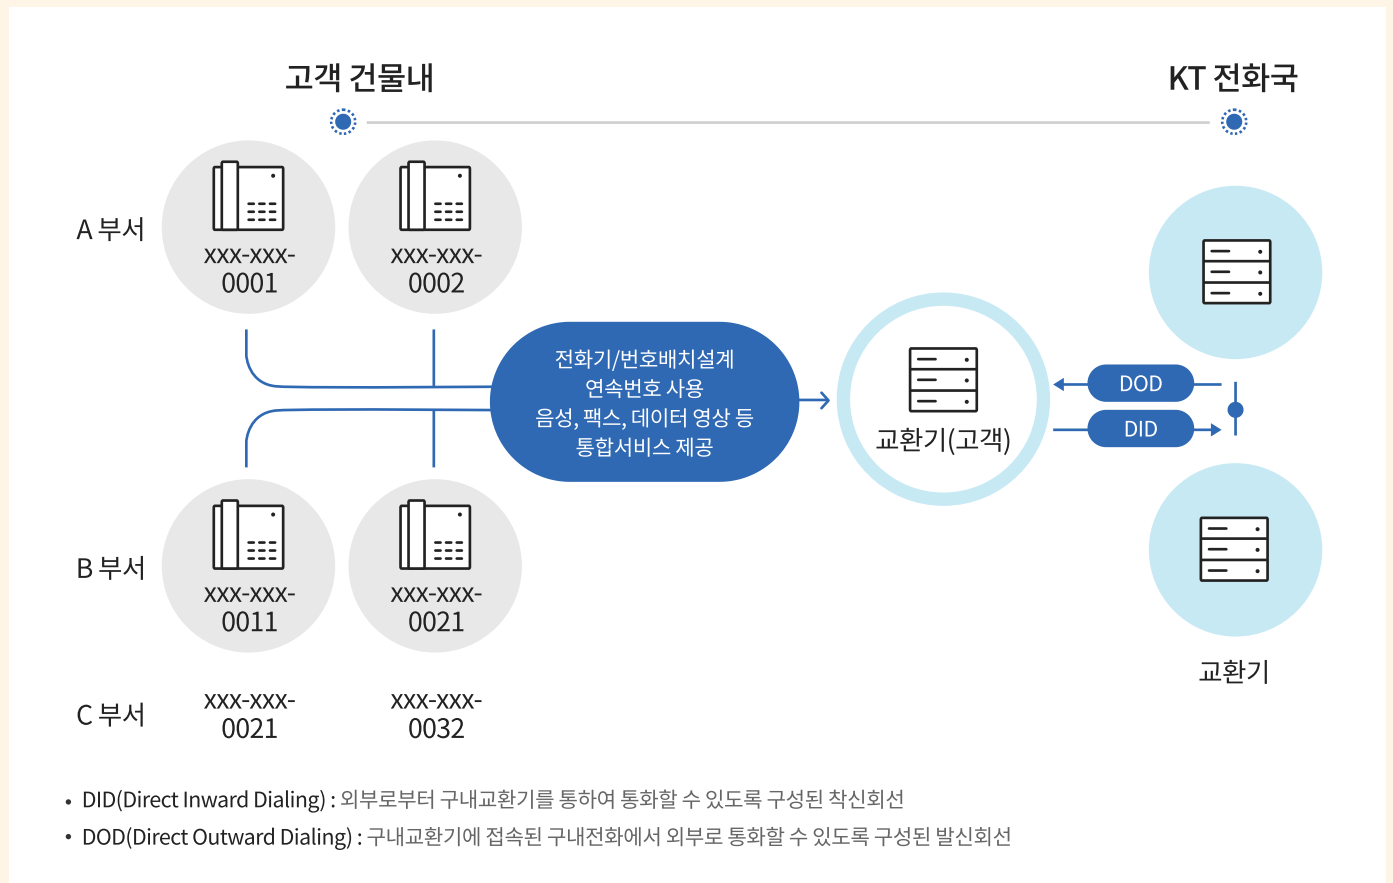 고객 건물내
KT 전화국
A 부서
xxx-xxx-
0001
xxx-xxx-
0002
전화기/번호배치설계
연속번호 사용
음성, 팩스, 데이터 영상 등
통합서비스 제공
교환기(고객)
DOD
DID
B 부서
xxx-xxx-
0011
xxx-xxx-
0021
교환기
C 부서
xxx-xxx-
0021
xxx-xxx-
0032
• DID(Direct Inward Dialing) : 외부로부터 구내교환기를 통하여 통화할 수 있도록 구성된 착신회선
• DOD(Direct Outward Dialing) : 구내교환기에 접속된 구내전화에서 외부로 통화할 수 있도록 구성된 발신회선